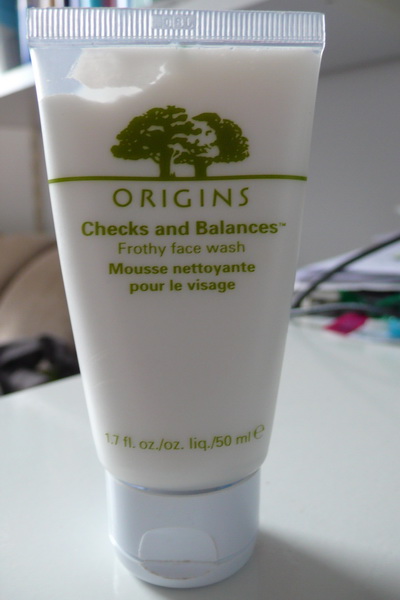 ORIGINS
Checks and Balances™
Frothy face wash
Mousse nettoyante
pour le visage
1.7 fl. oz./oz. liq./50 ml ℮